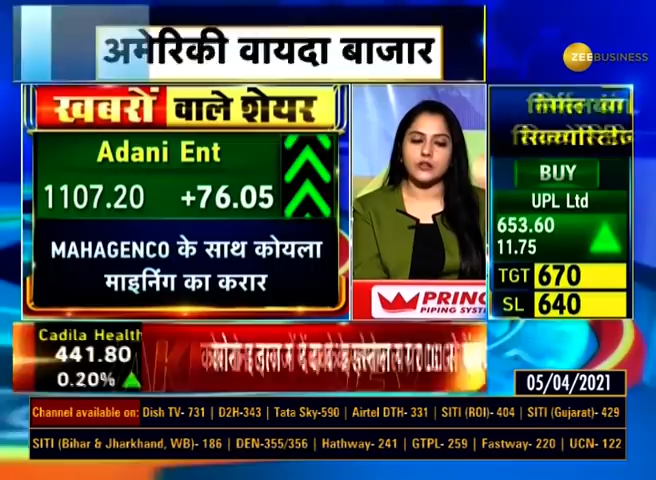 अमेरिकी वायदा बाजार
ZEE BUSINESS
खबरों वाले शेयर
Adani Ent
1107.20 +76.05
MAHAGENCO के साथ कोयला
माइनिंग का करार
PRINC
PIPING SYST
BUY
UPL Ltd
653.60
11.75
TGT 670
SL 640
Cadila Health
441.80
0.20%
05/04/2021
Channel available on: Dish TV- 731 | D2H-343 | Tata Sky-590 | Airtel DTH- 331 | SITI (ROI)- 404 | SITI (Gujarat)- 429
SITI (Bihar & Jharkhand, WB)- 186 | DEN-355/356 | Hathway- 241 | GTPL- 259 | Fastway- 220 | UCN- 122